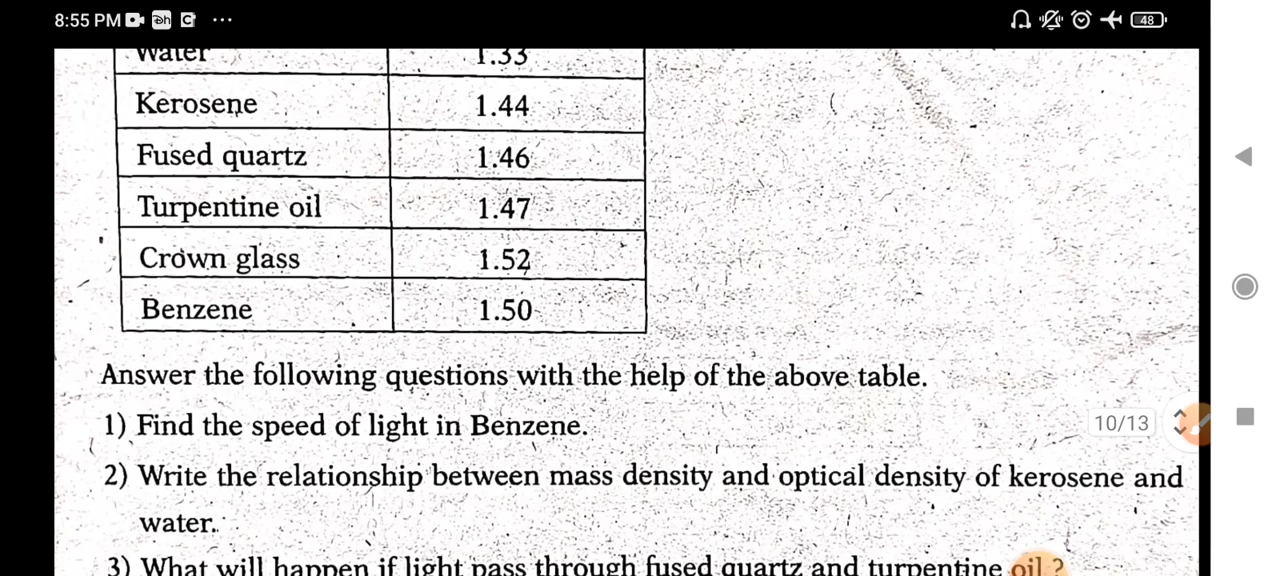 8:55 PM
48
Water 1.33
Kerosene 1.44
Fused quartz 1.46
Turpentine oil 1.47
Crown glass 1.52
Benzene 1.50
Answer the following questions with the help of the above table.
1) Find the speed of light in Benzene.
10/13
2) Write the relationship between mass density and optical density of kerosene and
water.
3) What will happen if light pass through fused quartz and turpentine oil ?